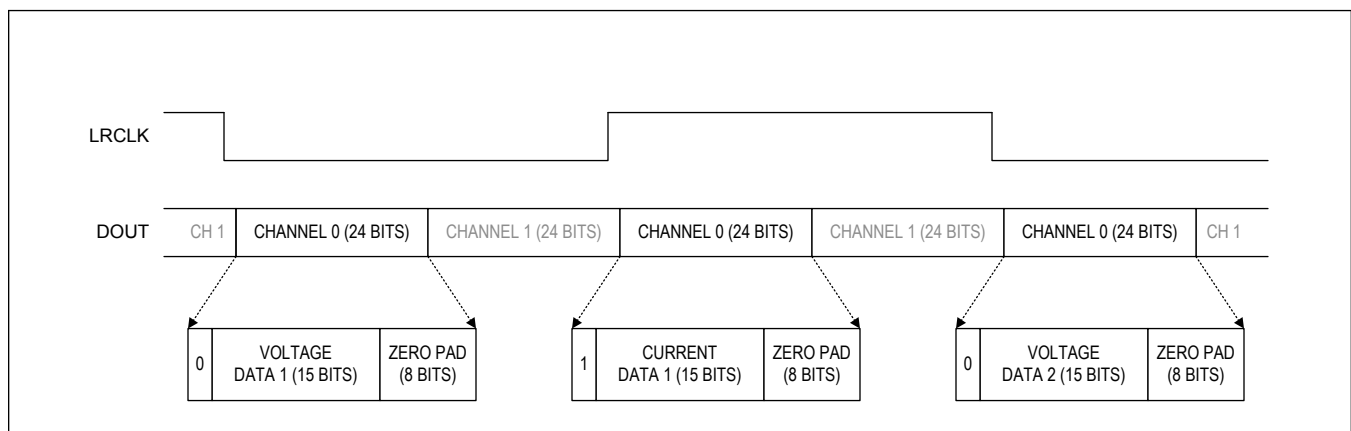 LRCLK
DOUT
CH 1
CHANNEL 0 (24 BITS)
CHANNEL 1 (24 BITS)
CHANNEL 0 (24 BITS)
CHANNEL 1 (24 BITS)
CHANNEL 0 (24 BITS)
CH 1
0
VOLTAGE
DATA 1 (15 BITS)
ZERO PAD
(8 BITS)
1
CURRENT
DATA 1 (15 BITS)
ZERO PAD
(8 BITS)
0
VOLTAGE
DATA 2 (15 BITS)
ZERO PAD
(8 BITS)